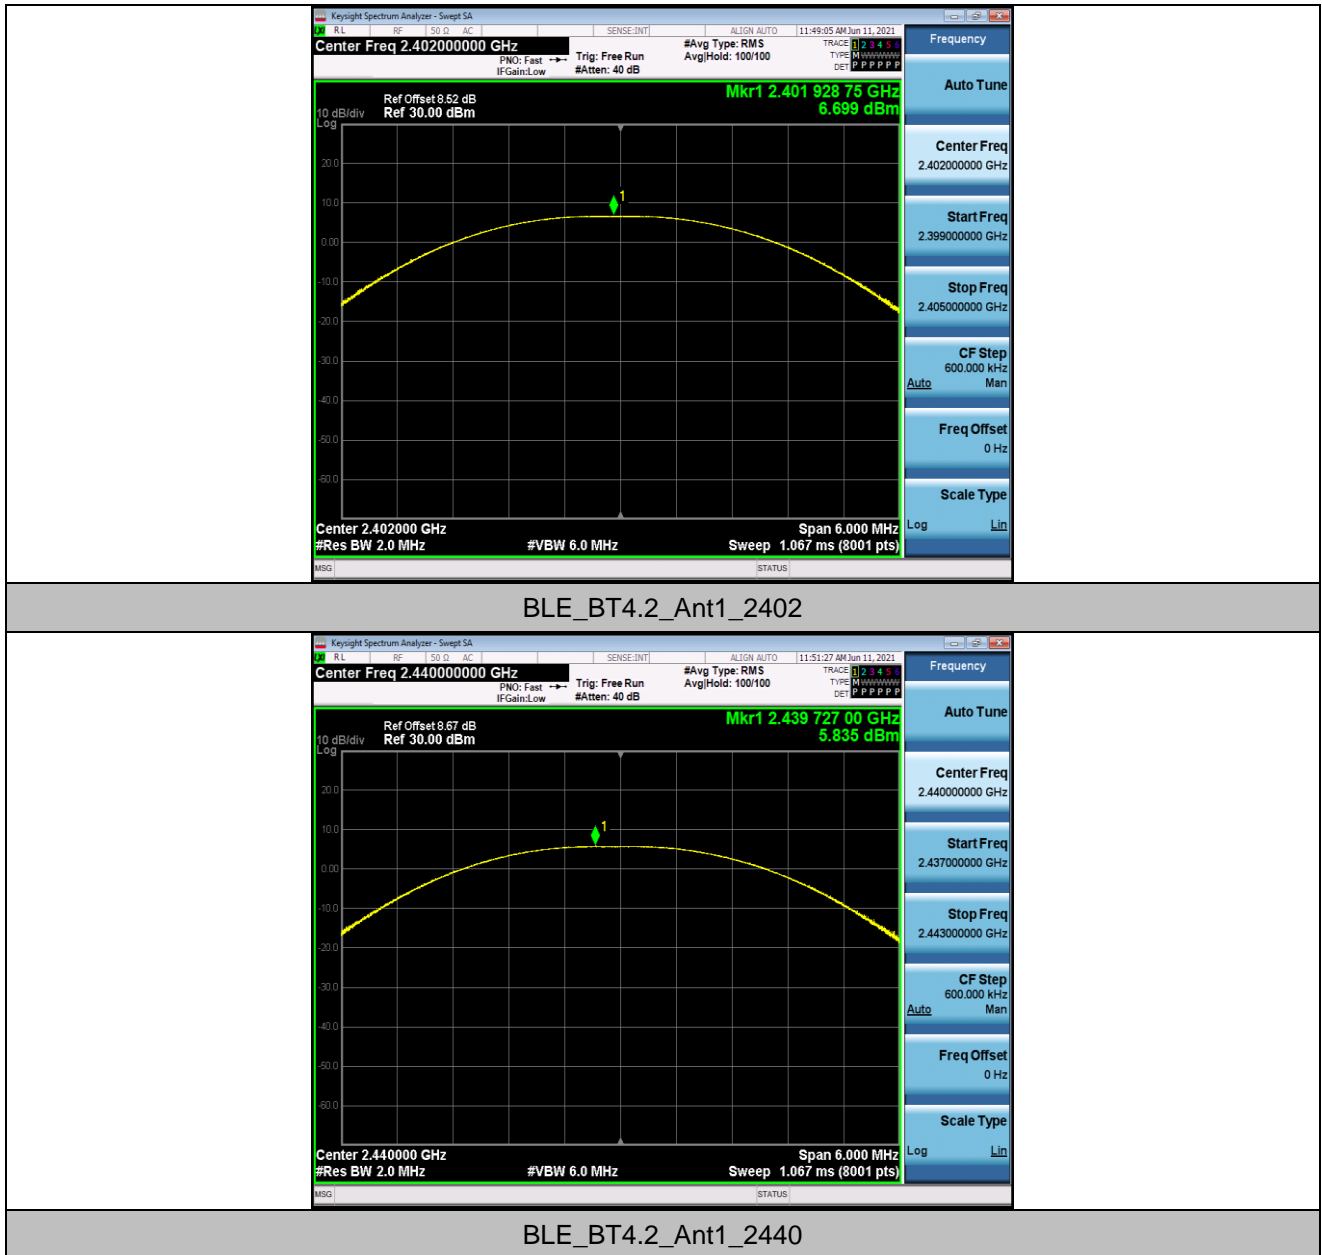 Keysight Spectrum Analyzer - Swept SA
RL RF 50 Ω AC SENSE:INT ALIGN AUTO 11:49:05 AM Jun 11, 2021
Center Freq 2.402000000 GHz #Avg Type: RMS TRACE 1 2 3 4 5 6
PNO: Fast Trig: Free Run Avg|Hold: 100/100 TYPE M
IFGain:Low #Atten: 40 dB DET P P P P P P
Frequency
Auto Tune
Mkr1 2.401 928 75 GHz
6.699 dBm
Ref Offset 8.52 dB
10 dB/div Ref 30.00 dBm
Log
20.0
10.0
0.00
-10.0
-20.0
-30.0
-40.0
-50.0
-60.0
1
Center Freq
2.402000000 GHz
Start Freq
2.399000000 GHz
Stop Freq
2.405000000 GHz
CF Step
600.000 kHz
Auto Man
Freq Offset
0 Hz
Scale Type
Log Lin
Center 2.402000 GHz Span 6.000 MHz
#Res BW 2.0 MHz #VBW 6.0 MHz Sweep 1.067 ms (8001 pts)
MSG STATUS
BLE_BT4.2_Ant1_2402
Keysight Spectrum Analyzer - Swept SA
RL RF 50 Ω AC SENSE:INT ALIGN AUTO 11:51:27 AM Jun 11, 2021
Center Freq 2.440000000 GHz #Avg Type: RMS TRACE 1 2 3 4 5 6
PNO: Fast Trig: Free Run Avg|Hold: 100/100 TYPE M
IFGain:Low #Atten: 40 dB DET P P P P P P
Frequency
Auto Tune
Mkr1 2.439 727 00 GHz
5.835 dBm
Ref Offset 8.67 dB
10 dB/div Ref 30.00 dBm
Log
20.0
10.0
0.00
-10.0
-20.0
-30.0
-40.0
-50.0
-60.0
1
Center Freq
2.440000000 GHz
Start Freq
2.437000000 GHz
Stop Freq
2.443000000 GHz
CF Step
600.000 kHz
Auto Man
Freq Offset
0 Hz
Scale Type
Log Lin
Center 2.440000 GHz Span 6.000 MHz
#Res BW 2.0 MHz #VBW 6.0 MHz Sweep 1.067 ms (8001 pts)
MSG STATUS
BLE_BT4.2_Ant1_2440